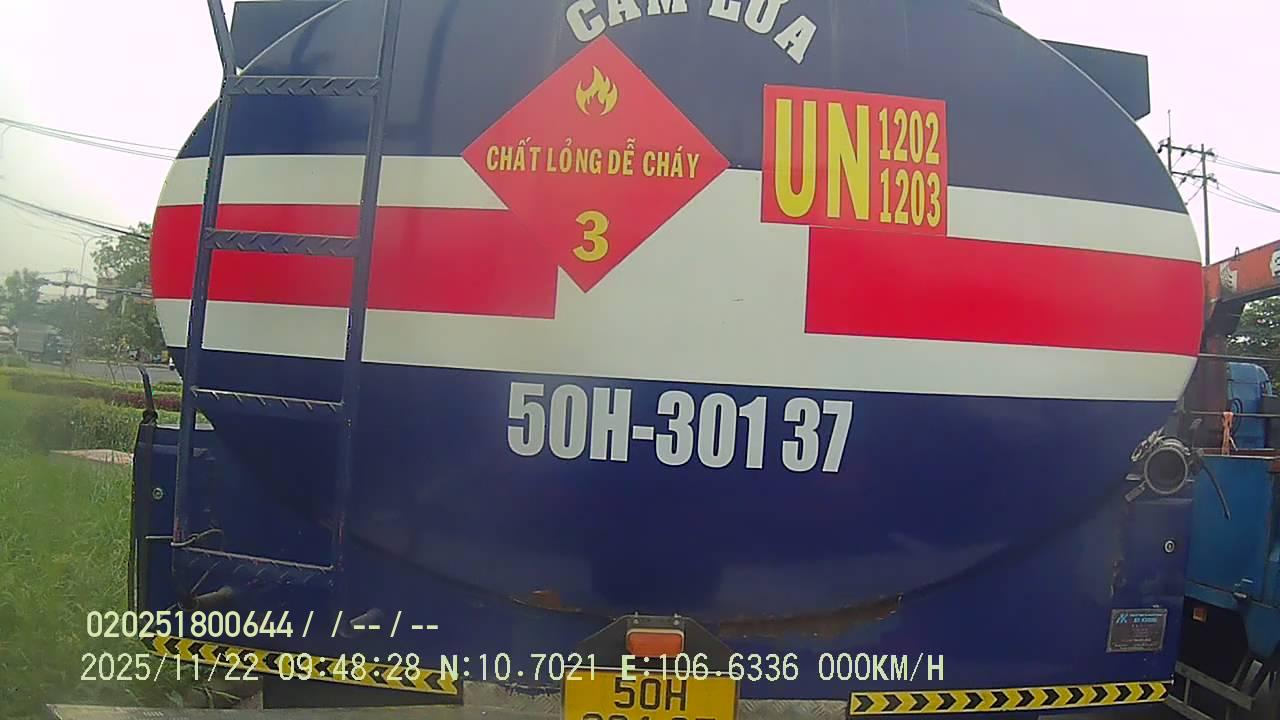 CẤM LỬA
CHẤT LỎNG DỄ CHÁY
3
UN
1202
1203
50H-301 37
020251800644 / / -- / --
2025/11/22 09:48:28 N:10.7021 E:106.6336 000KM/H
50H